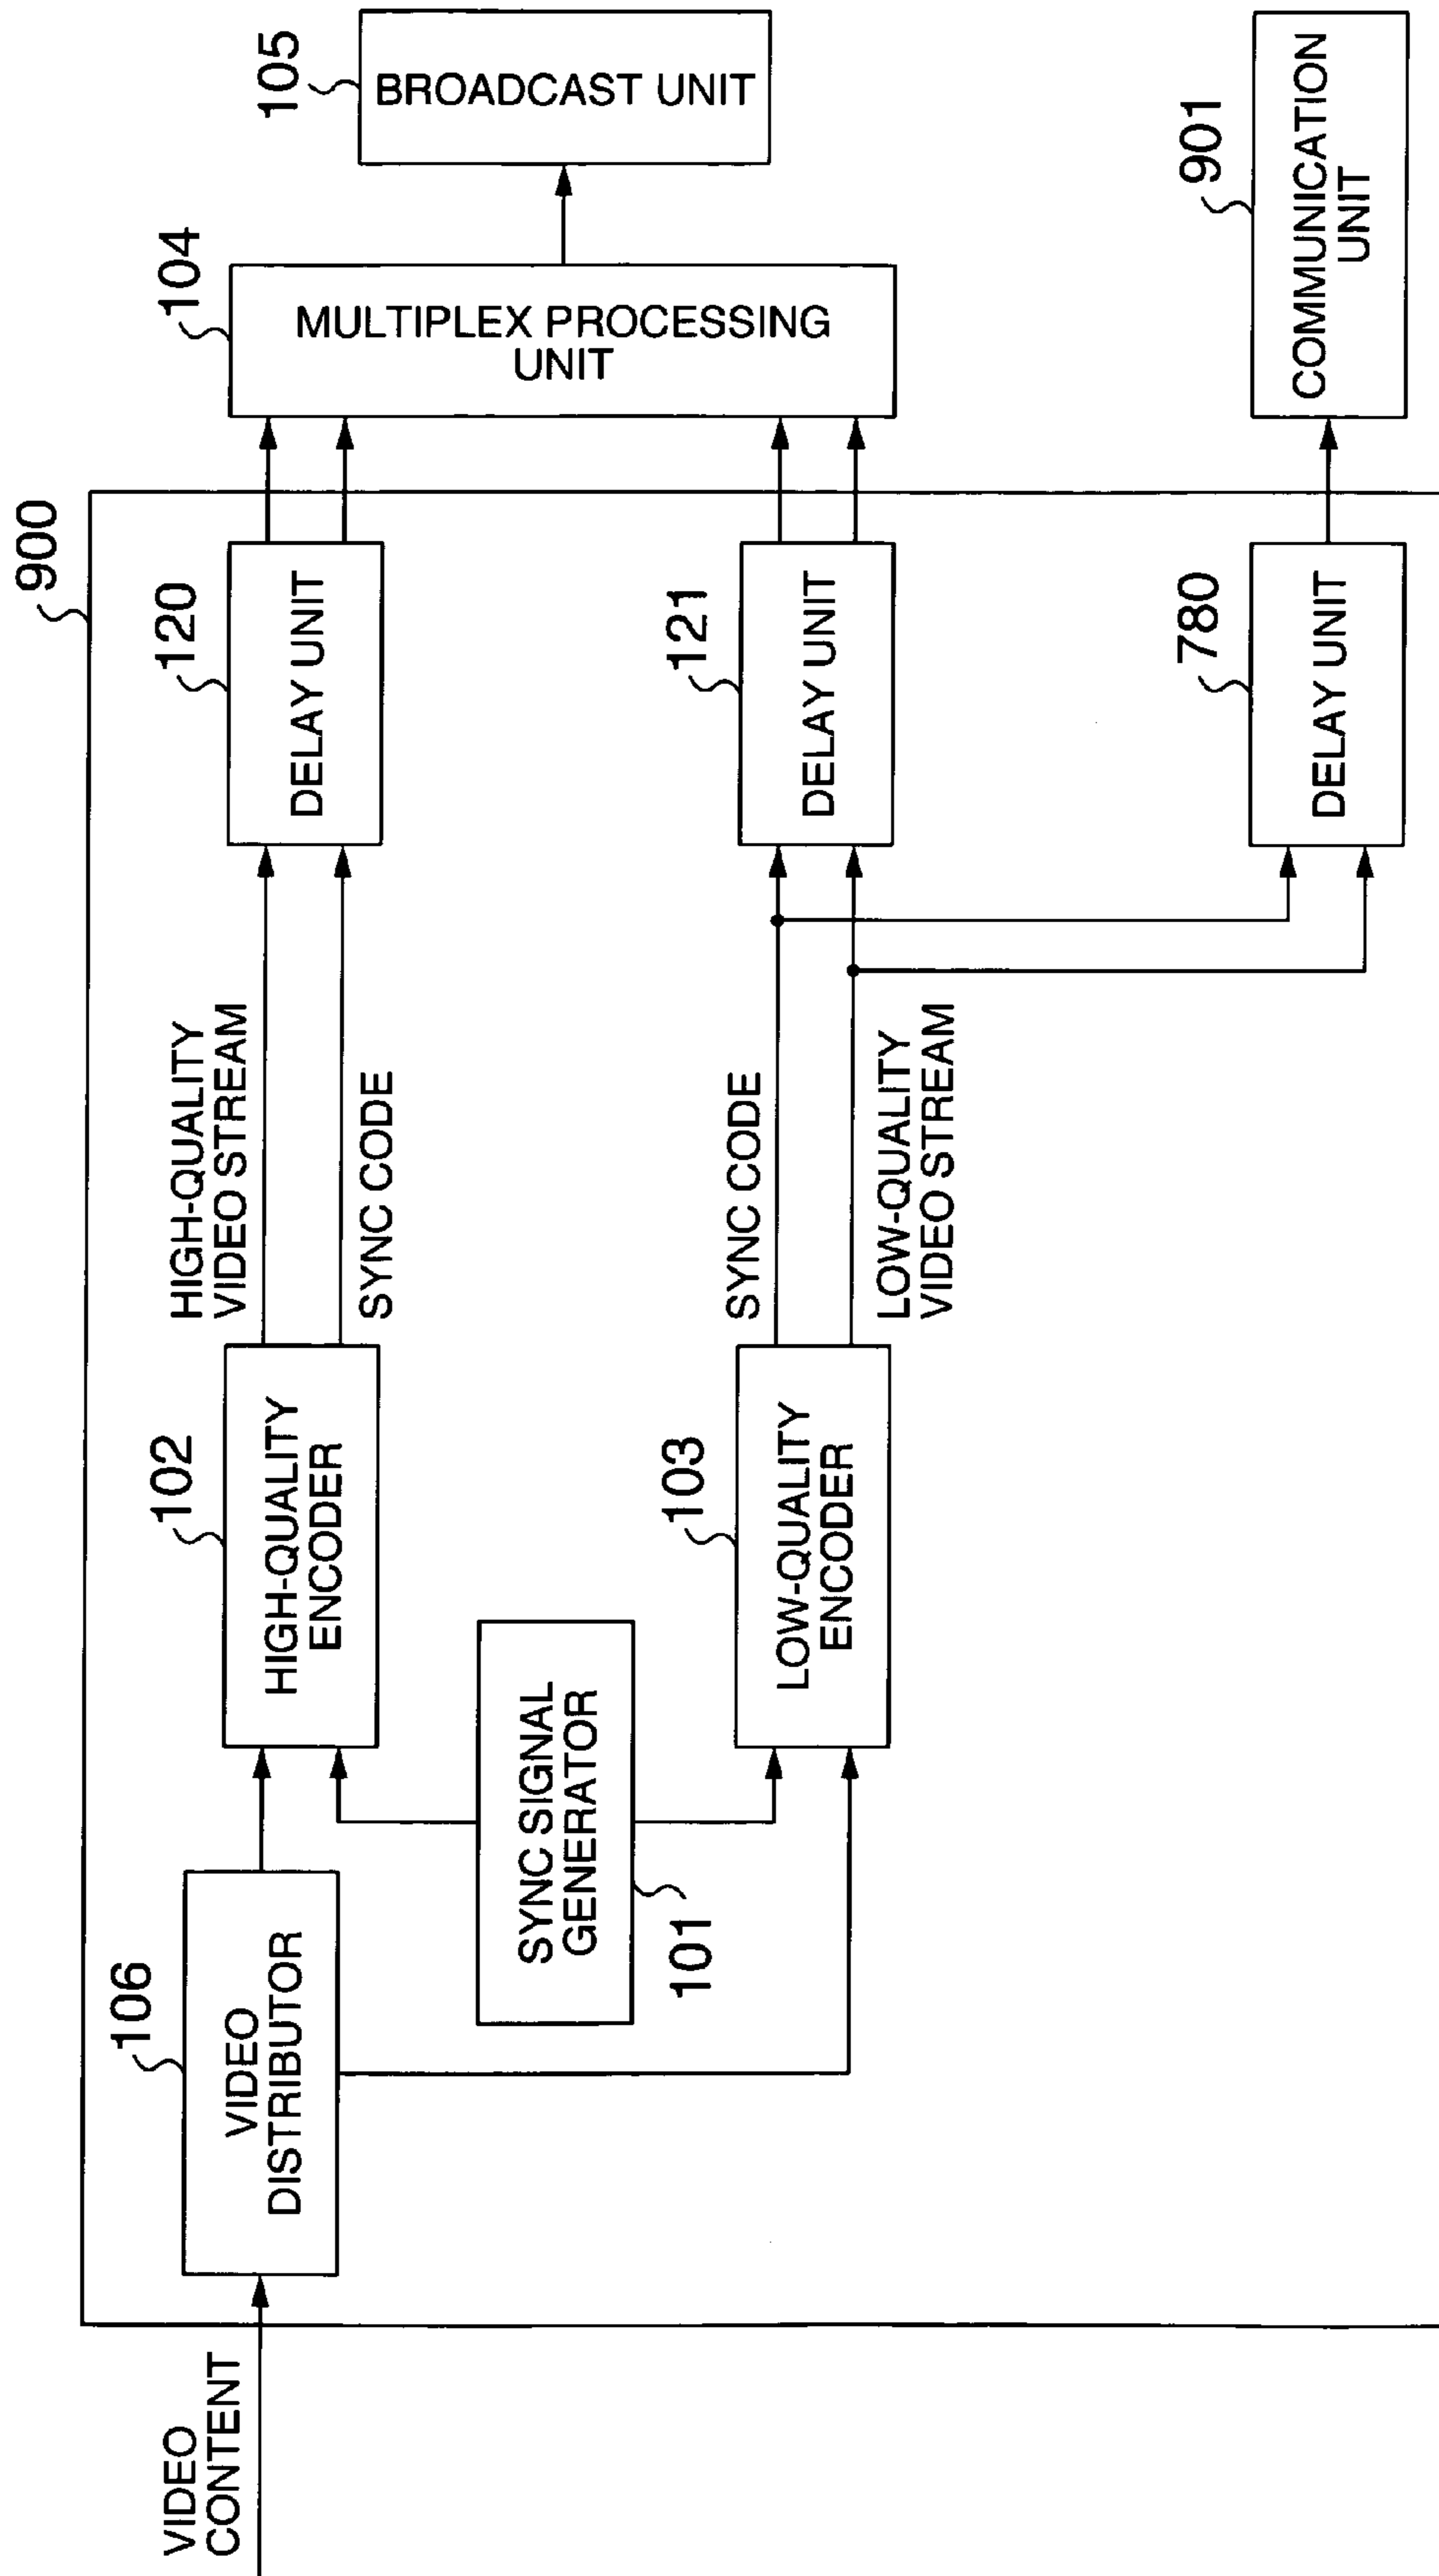 VIDEO
CONTENT
900
106
VIDEO
DISTRIBUTOR
SYNC SIGNAL
GENERATOR
101
102
HIGH-QUALITY
ENCODER
103
LOW-QUALITY
ENCODER
HIGH-QUALITY
VIDEO STREAM
SYNC CODE
SYNC CODE
LOW-QUALITY
VIDEO STREAM
120
DELAY UNIT
121
DELAY UNIT
780
DELAY UNIT
104
MULTIPLEX PROCESSING
UNIT
105
BROADCAST UNIT
901
COMMUNICATION
UNIT